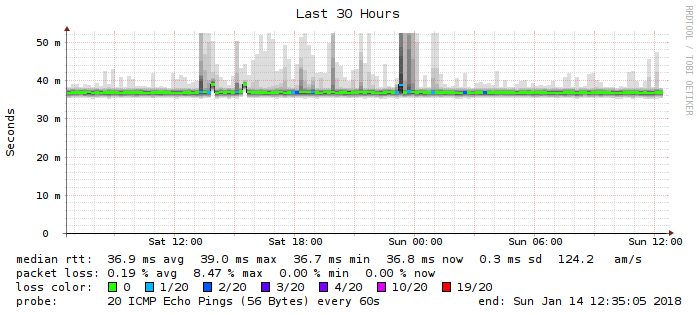 Last 30 Hours
RRDTOOL / TOBI OETIKER
Seconds
50 m
40 m
30 m
20 m
10 m
0
Sat 12:00 Sat 18:00 Sun 00:00 Sun 06:00 Sun 12:00
median rtt: 36.9 ms avg 39.0 ms max 36.7 ms min 36.8 ms now 0.3 ms sd 124.2 am/s
packet loss: 0.19 % avg 8.47 % max 0.00 % min 0.00 % now
loss color: 0 1/20 2/20 3/20 4/20 10/20 19/20
probe: 20 ICMP Echo Pings (56 Bytes) every 60s end: Sun Jan 14 12:35:05 2018